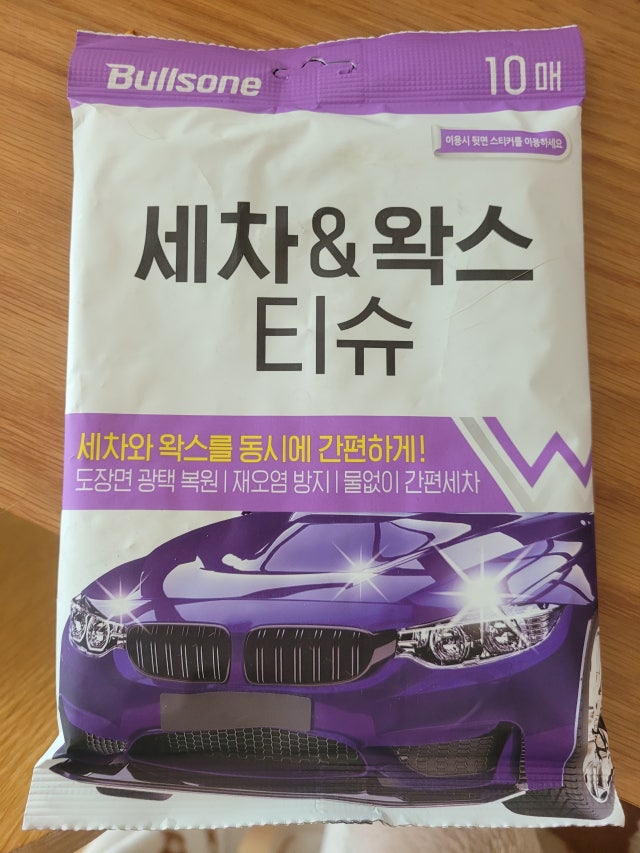 Bullsone
10매
이용시 뒷면 스티커를 이용하세요
세차&왁스
티슈
세차와 왁스를 동시에 간편하게!
도장면 광택 복원 | 재오염 방지 | 물없이 간편세차